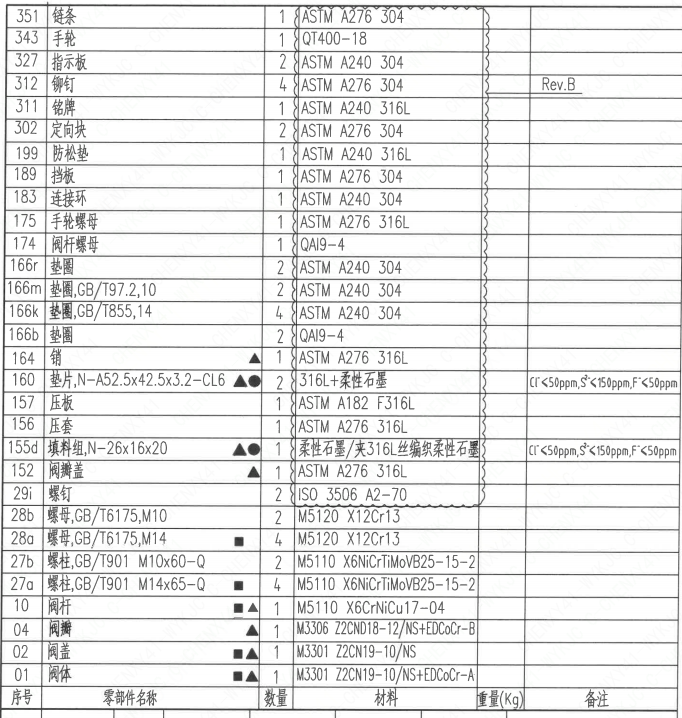 351 链条 1 ASTM A276 304
343 手轮 1 QT400-18
327 指示板 2 ASTM A240 304
312 铆钉 4 ASTM A276 304 Rev.B
311 铭牌 1 ASTM A240 316L
302 定向块 2 ASTM A276 304
199 防松垫 1 ASTM A240 316L
189 挡板 1 ASTM A276 304
183 连接环 1 ASTM A240 304
175 手轮螺母 1 ASTM A276 316L
174 阀杆螺母 1 QAl9-4
166r 垫圈 2 ASTM A240 304
166m 垫圈,GB/T97.2,10 2 ASTM A240 304
166k 垫圈,GB/T855,14 4 ASTM A240 304
166b 垫圈 2 QAl9-4
164 销 ▲ 1 ASTM A276 316L
160 垫片,N-A52.5x42.5x3.2-CL6 ▲● 2 316L+柔性石墨 Cl⁻≤50ppm,S²⁻≤150ppm,F⁻≤50ppm
157 压板 1 ASTM A182 F316L
156 压套 1 ASTM A276 316L
155d 填料组,N-26x16x20 ▲● 1 柔性石墨/夹316L丝编织柔性石墨 Cl⁻≤50ppm,S²⁻≤150ppm,F⁻≤50ppm
152 阀瓣盖 ▲ 1 ASTM A276 316L
29i 螺钉 2 ISO 3506 A2-70
28b 螺母,GB/T6175,M10 2 M5120 X12Cr13
28a 螺母,GB/T6175,M14 ■ 4 M5120 X12Cr13
27b 螺柱,GB/T901 M10x60-Q 2 M5110 X6NiCrTiMoVB25-15-2
27a 螺柱,GB/T901 M14x65-Q ■ 4 M5110 X6NiCrTiMoVB25-15-2
10 阀杆 ■▲ 1 M5110 X6CrNiCu17-04
04 阀瓣 ▲ 1 M3306 Z2CND18-12/NS+EDCoCr-B
02 阀盖 ■▲ 1 M3301 Z2CN19-10/NS
01 阀体 ■▲ 1 M3301 Z2CN19-10/NS+EDCoCr-A
序号 零部件名称 数量 材料 重量(Kg) 备注